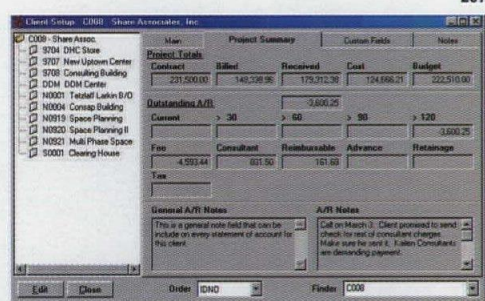 Client Setup C008 Share Associates, Inc
C008 - Share Assoc.
9704 DHC Store
9707 New Uptown Center
9708 Consulting Building
DDM DDM Center
N0001 Tetzlaff Larkin B/O
N0004 Consap Building
N0919 Space Planning
N0920 Space Planning II
N0921 Multi Phase Space
S0001 Clearing House
Main Project Summary Custom Fields Notes
Project Totals
Contract Billed Received Cost Budget
231,500.00 149,338.96 179,312.38 124,666.21 222,510.00
Outstanding A/R -3,600.25
Current > 30 > 60 > 90 > 120
-3,600.25
Fee Consultant Reimbursable Advance Retainage
4,593.44 831.50 161.69
Tax
General A/R Notes A/R Notes
This is a general note field that can be
include on every statement of account for
this client.
Call on March 3. Client promised to send
check for rest of consultant charges.
Make sure he sent it. Kalien Consultants
are demanding payment.
Edit Close Order IDNO Finder C008